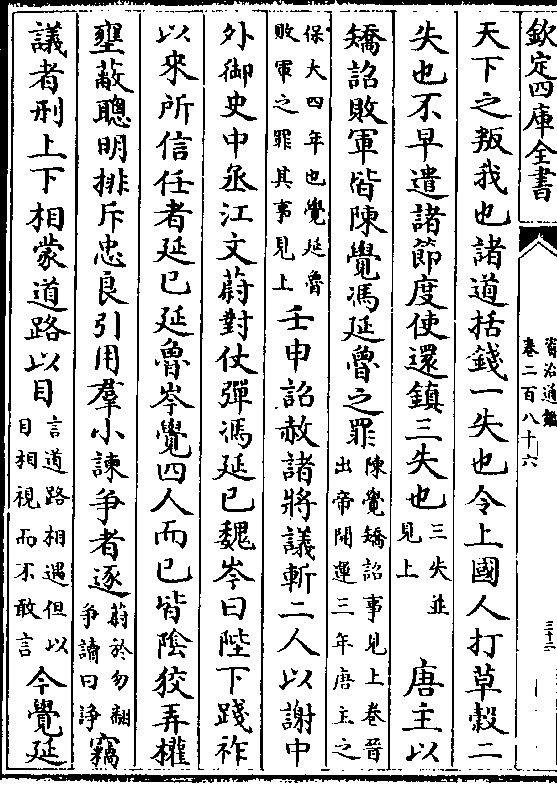 欽定四庫全書
資治通鑑
卷二百八十六
三十二
天下之叛我也諸道括錢一失也令上國人打草穀二
失也不早遣諸節度使還鎮三失也三失並見上唐主以
矯詔敗軍皆陳覺馮延魯之罪陳覺矯詔事見上卷晉出帝開運三年唐主之
保大四年也覺延魯敗軍之罪其事見上壬申詔赦諸將議斬二人以謝中
外御史中丞江文蔚對仗彈馮延巳魏岑曰陛下踐祚
以來所信任者延巳延魯岑覺四人而已皆陰狡弄權
壅蔽聰明排斥忠良引用羣小諫爭者逐蔚於勿翻爭讀曰諍竊
議者刑上下相蒙道路以目言道路相遇但以目相視而不敢言今覺延